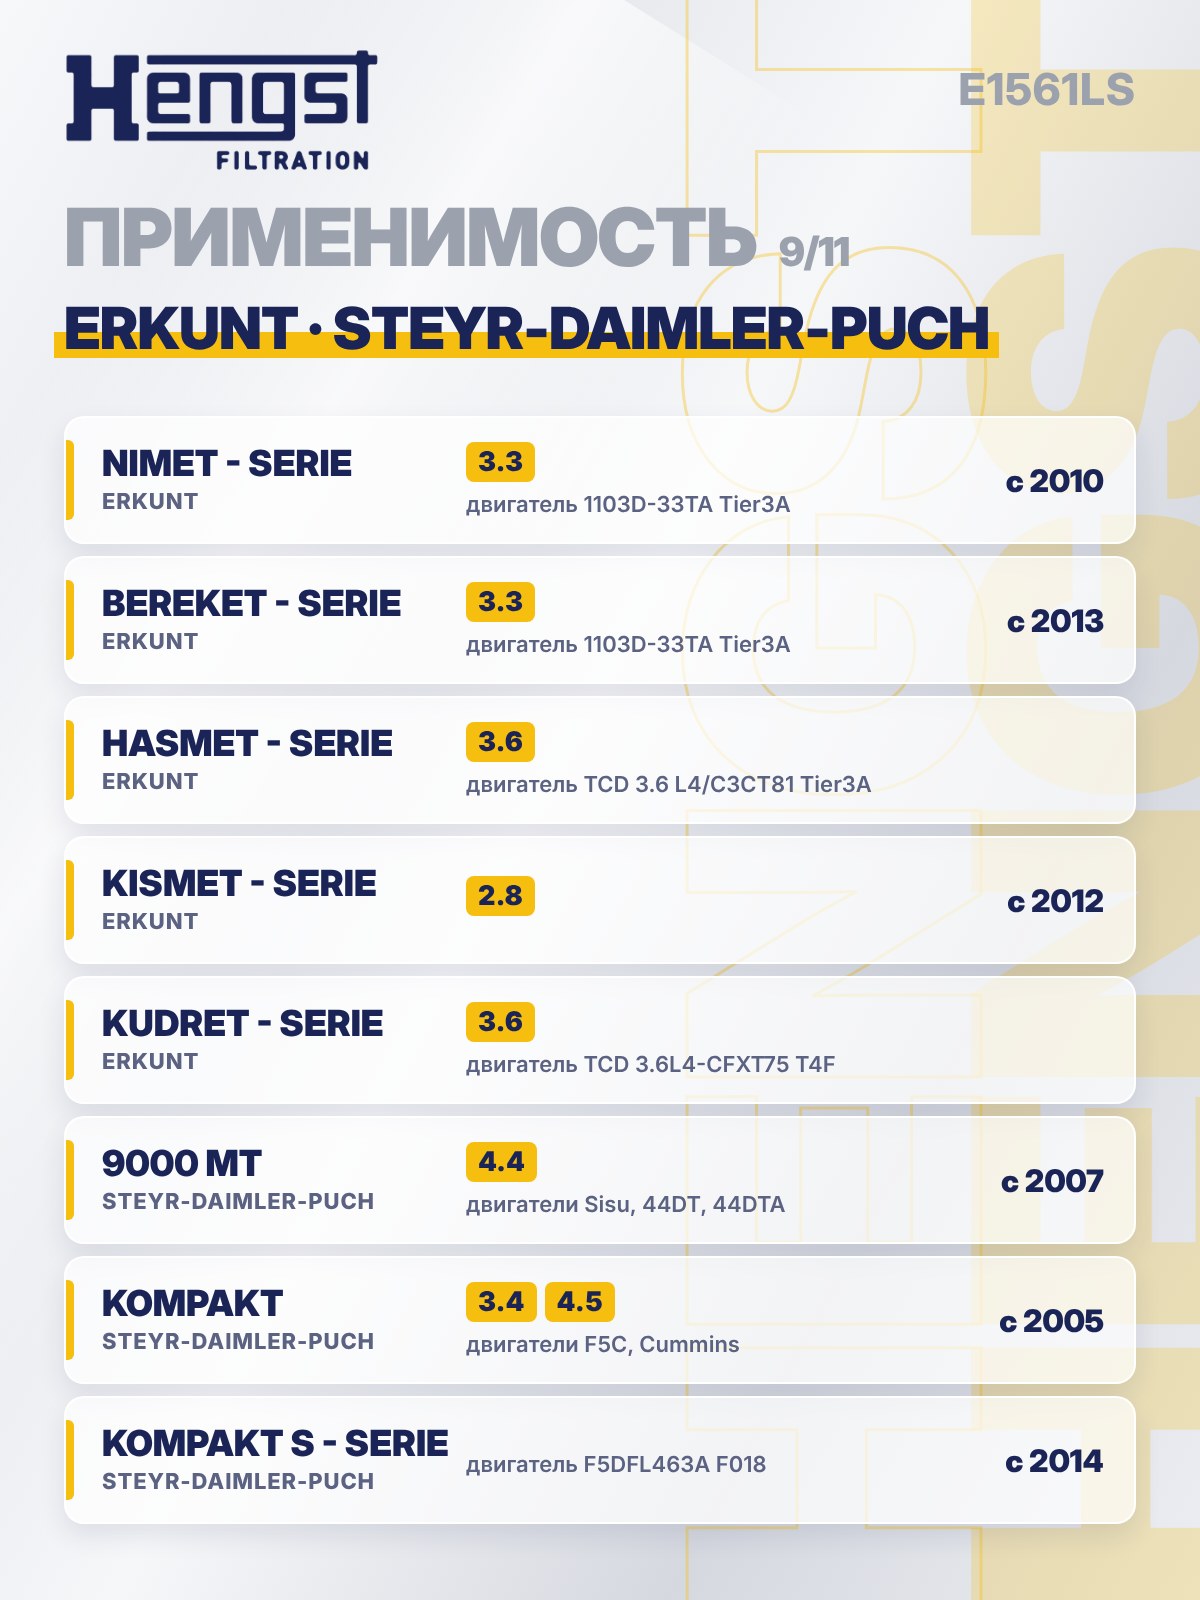 Hengst
FILTRATION
E1561LS
ПРИМЕНИМОСТЬ 9/11
ERKUNT · STEYR-DAIMLER-PUCH
NIMET - SERIE
ERKUNT
3.3
двигатель 1103D-33TA Tier3A
с 2010
BEREKET - SERIE
ERKUNT
3.3
двигатель 1103D-33TA Tier3A
с 2013
HASMET - SERIE
ERKUNT
3.6
двигатель TCD 3.6 L4/C3CT81 Tier3A
KISMET - SERIE
ERKUNT
2.8
с 2012
KUDRET - SERIE
ERKUNT
3.6
двигатель TCD 3.6L4-CFXT75 T4F
9000 MT
STEYR-DAIMLER-PUCH
4.4
двигатели Sisu, 44DT, 44DTA
с 2007
KOMPAKT
STEYR-DAIMLER-PUCH
3.4 4.5
двигатели F5C, Cummins
с 2005
KOMPAKT S - SERIE
STEYR-DAIMLER-PUCH
двигатель F5DFL463A F018
с 2014
HENGST
HENGST